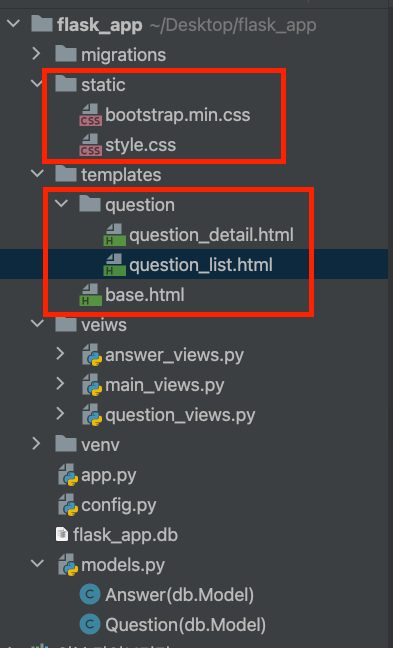 flask_app ~/Desktop/flask_app
migrations
static
CSS bootstrap.min.css
CSS style.css
templates
question
H question_detail.html
H question_list.html
H base.html
veiws
answer_views.py
main_views.py
question_views.py
venv
app.py
config.py
flask_app.db
models.py
C Answer(db.Model)
C Question(db.Model)